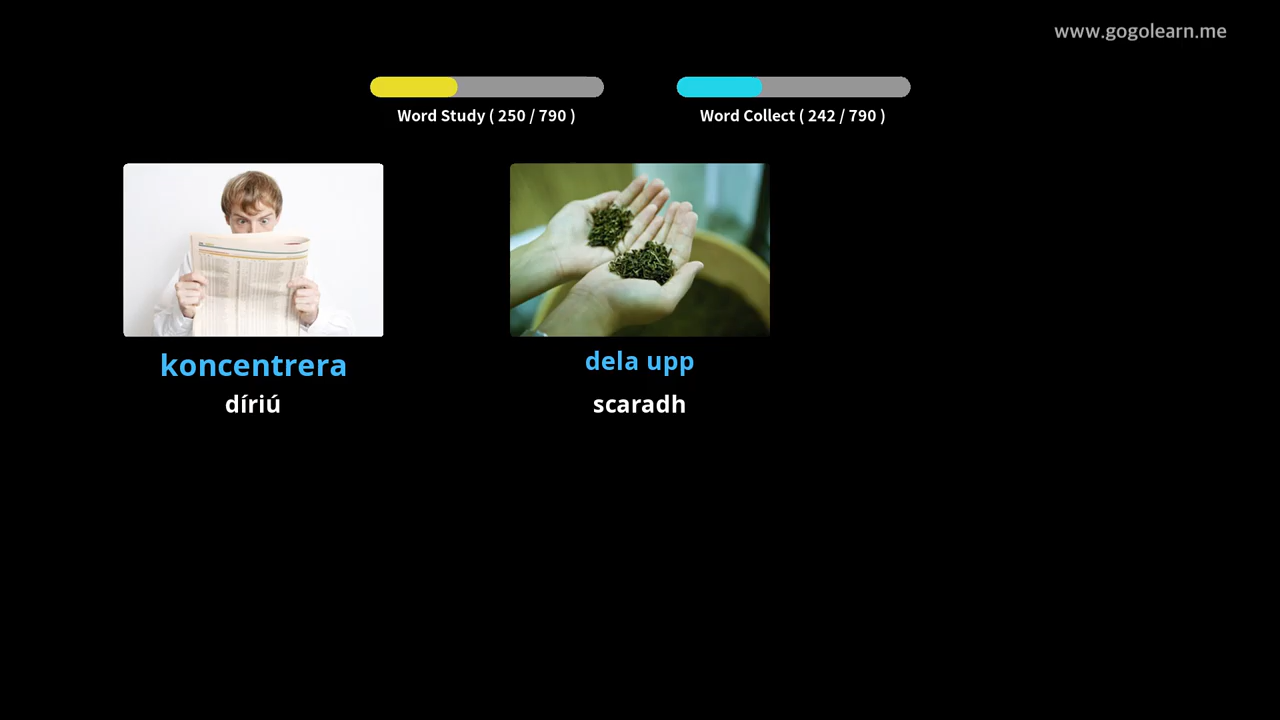 www.gogolearn.me
Word Study ( 250 / 790 )
Word Collect ( 242 / 790 )
koncentrera
díriú
dela upp
scaradh